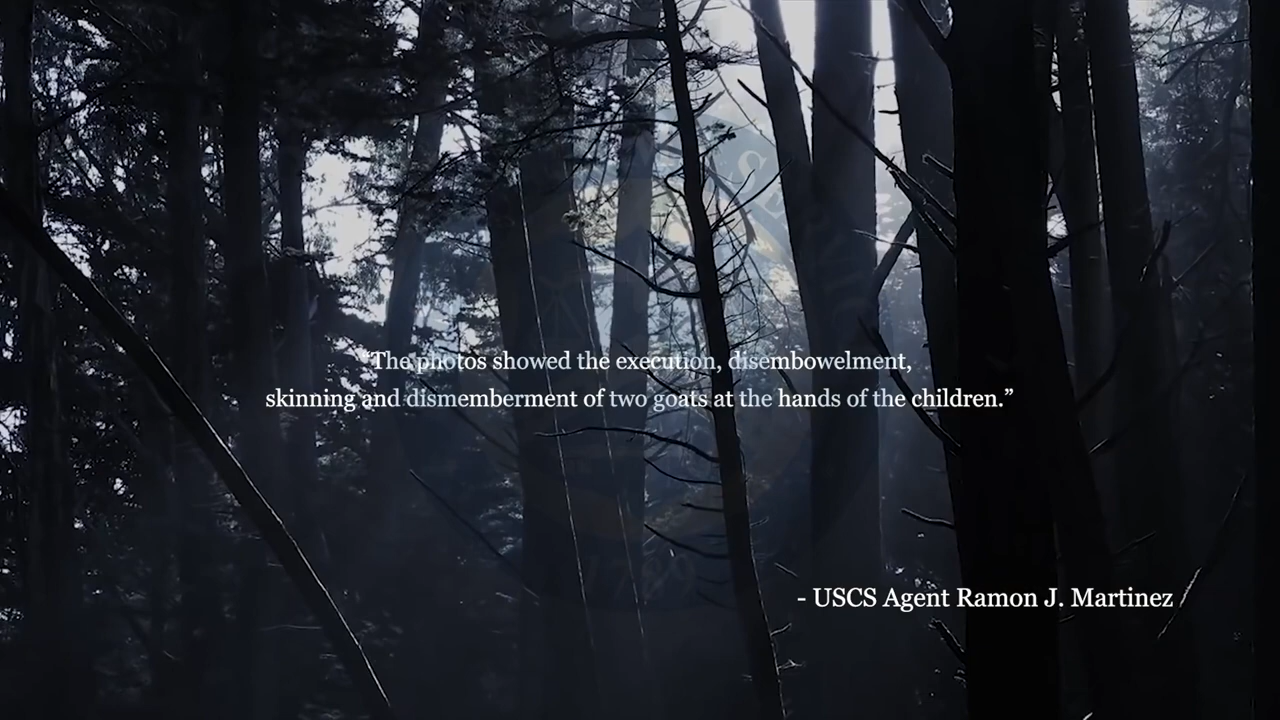 “The photos showed the execution, disembowelment,
skinning and dismemberment of two goats at the hands of the children.”
- USCS Agent Ramon J. Martinez